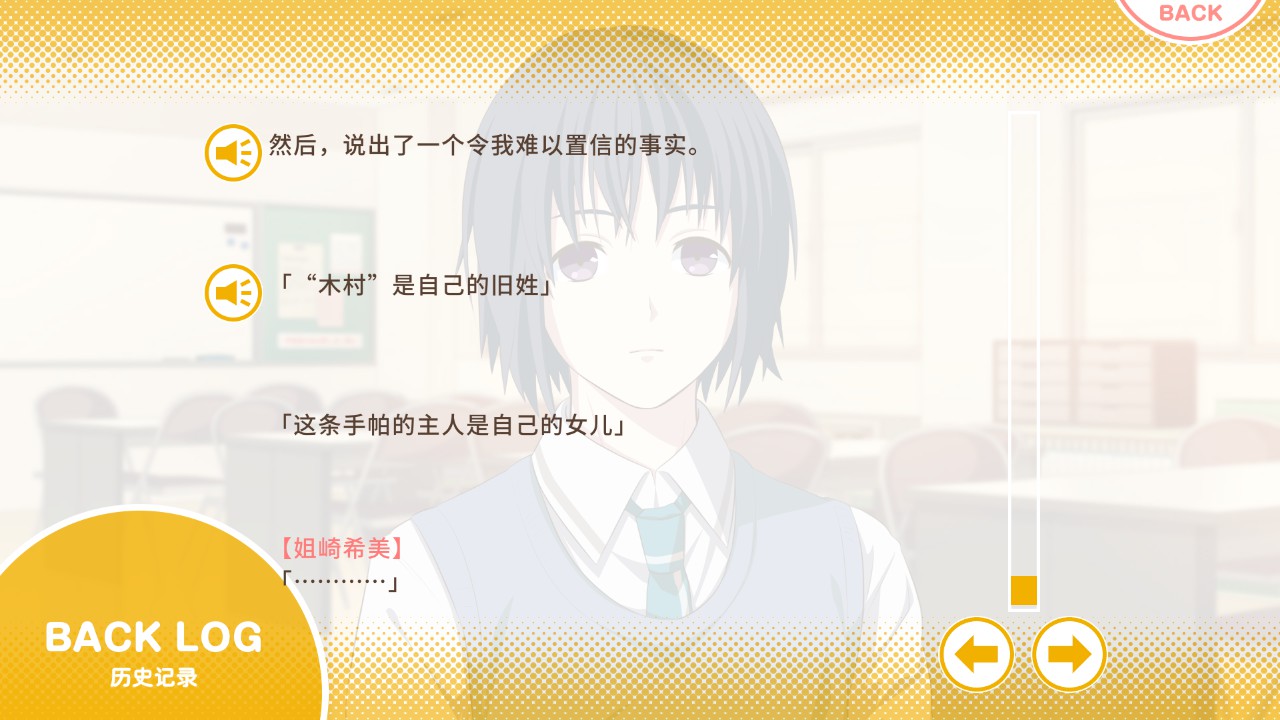 BACK
然后，说出了一个令我难以置信的事实。
「“木村”是自己的旧姓」
「这条手帕的主人是自己的女儿」
【姐崎希美】
「…………」
BACK LOG
历史记录